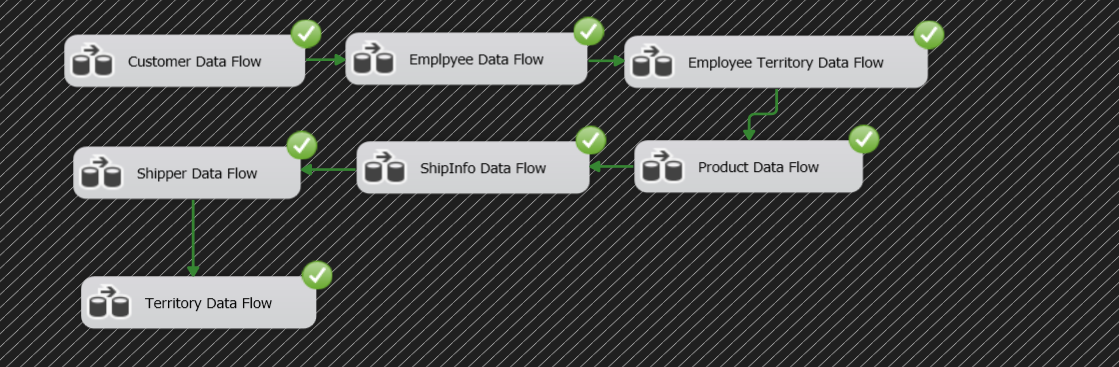 Customer Data Flow
Emplpyee Data Flow
Employee Territory Data Flow
Product Data Flow
ShipInfo Data Flow
Shipper Data Flow
Territory Data Flow